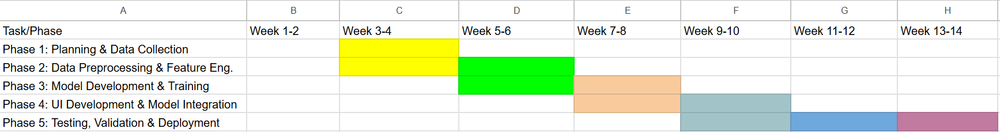 A B C D E F G H
Task/Phase Week 1-2 Week 3-4 Week 5-6 Week 7-8 Week 9-10 Week 11-12 Week 13-14
Phase 1: Planning & Data Collection
Phase 2: Data Preprocessing & Feature Eng.
Phase 3: Model Development & Training
Phase 4: UI Development & Model Integration
Phase 5: Testing, Validation & Deployment